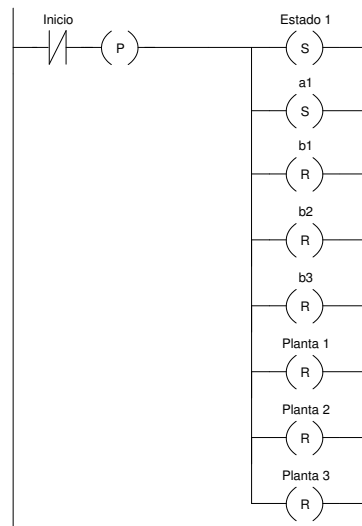 Inicio
P
Estado 1
S
a1
S
b1
R
b2
R
b3
R
Planta 1
R
Planta 2
R
Planta 3
R